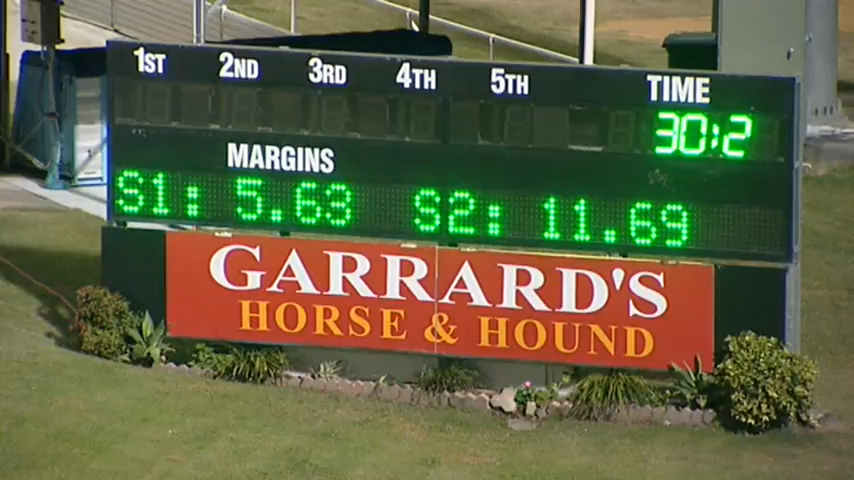 1ST 2ND 3RD 4TH 5TH TIME
30:2
MARGINS
S1: 5.63 S2: 11.69
GARRARD'S
HORSE & HOUND